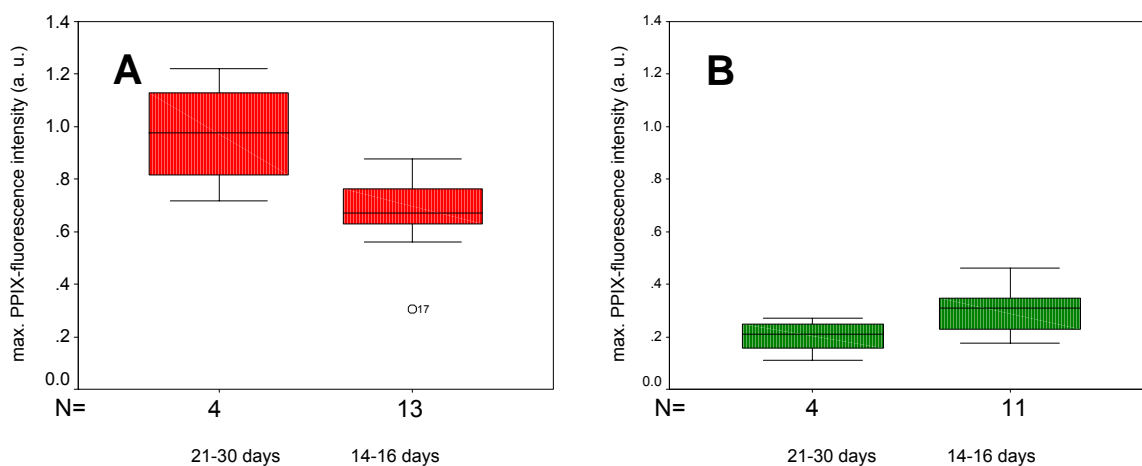 A
max. PPIX-fluorescence intensity (a. u.)
1.4
1.2
1.0
.8
.6
.4
.2
0.0
17
N= 4 13
21-30 days 14-16 days
B
max. PPIX-fluorescence intensity (a. u.)
1.4
1.2
1.0
.8
.6
.4
.2
0.0
N= 4 11
21-30 days 14-16 days